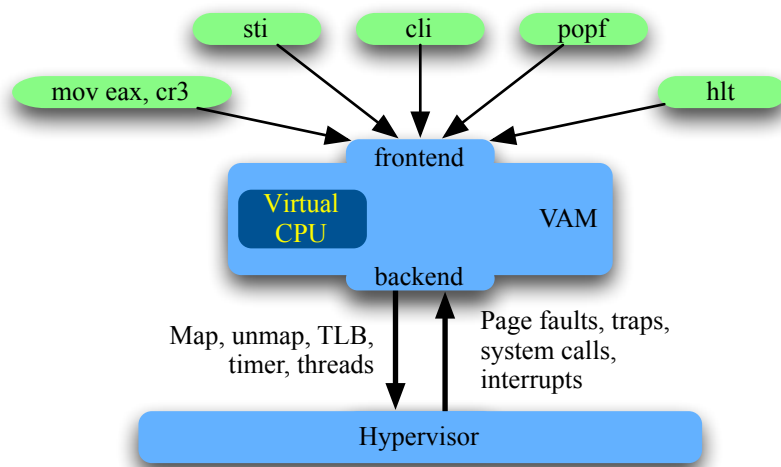 sti
cli
popf
mov eax, cr3
hlt
frontend
Virtual
CPU
VAM
backend
Map, unmap, TLB,
timer, threads
Page faults, traps,
system calls,
interrupts
Hypervisor